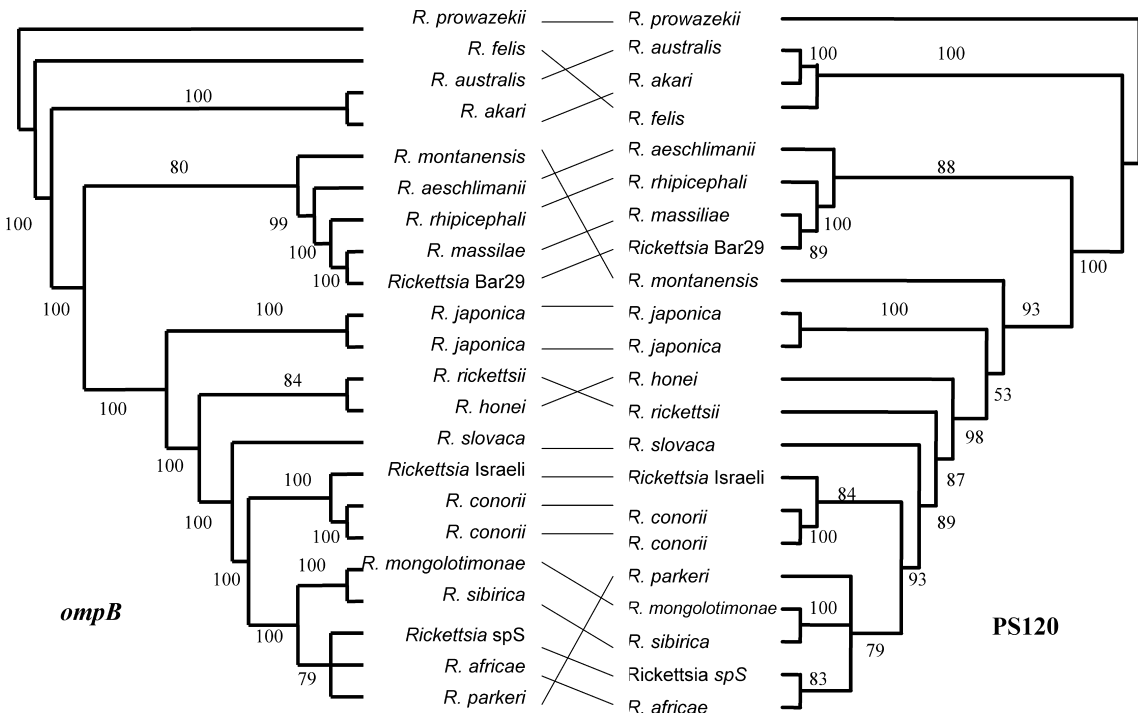 R. prowazekii
R. felis
R. australis
R. akari
R. montanensis
R. aeschlimanii
R. rhipicephali
R. massilae
Rickettsia Bar29
R. japonica
R. japonica
R. rickettsii
R. honei
R. slovaca
Rickettsia Israeli
R. conorii
R. conorii
R. mongolotimonae
R. sibirica
Rickettsia spS
R. africae
R. parkeri
100
80
100
99
100
100
100
100
84
100
100
100
100
100
100
100
100
79
ompB
R. prowazekii
R. australis
R. akari
R. felis
R. aeschlimanii
R. rhipicephali
R. massiliae
Rickettsia Bar29
R. montanensis
R. japonica
R. japonica
R. honei
R. rickettsii
R. slovaca
Rickettsia Israeli
R. conorii
R. conorii
R. parkeri
R. mongolotimonae
R. sibirica
Rickettsia spS
R. africae
100
100
88
100
89
100
93
100
53
98
87
84
89
100
93
100
79
83
PS120